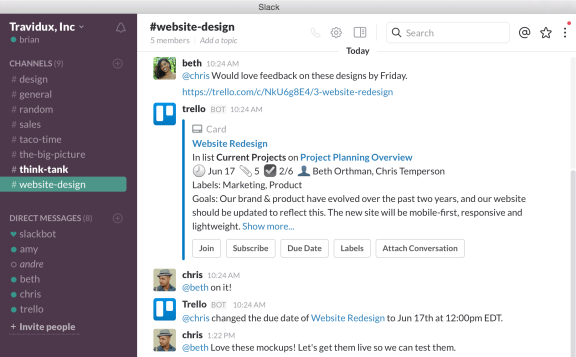 Slack
Travidux, Inc
brian
CHANNELS (9)
# design
# general
# random
# sales
# taco-time
# the-big-picture
# think-tank
# website-design
DIRECT MESSAGES (8)
slackbot
amy
andre
beth
chris
trello
+ Invite people
#website-design
5 members | Add a topic
Search
Today
beth 10:24 AM
@chris Would love feedback on these designs by Friday.
https://trello.com/c/NkU6g8E4/3-website-redesign
trello BOT 10:24 AM
Card
Website Redesign
In list Current Projects on Project Planning Overview
Jun 17 5 2/6 Beth Orthman, Chris Temperson
Labels: Marketing, Product
Goals: Our brand & product have evolved over the past two years, and our website
should be updated to reflect this. The new site will be mobile-first, responsive and
lightweight. Show more...
Join Subscribe Due Date Labels Attach Conversation
chris 10:24 AM
@beth on it!
Trello BOT 10:24 AM
@chris changed the due date of Website Redesign to Jun 17th at 12:00pm EDT.
chris 1:22 PM
@beth Love these mockups! Let's get them live so we can test them.